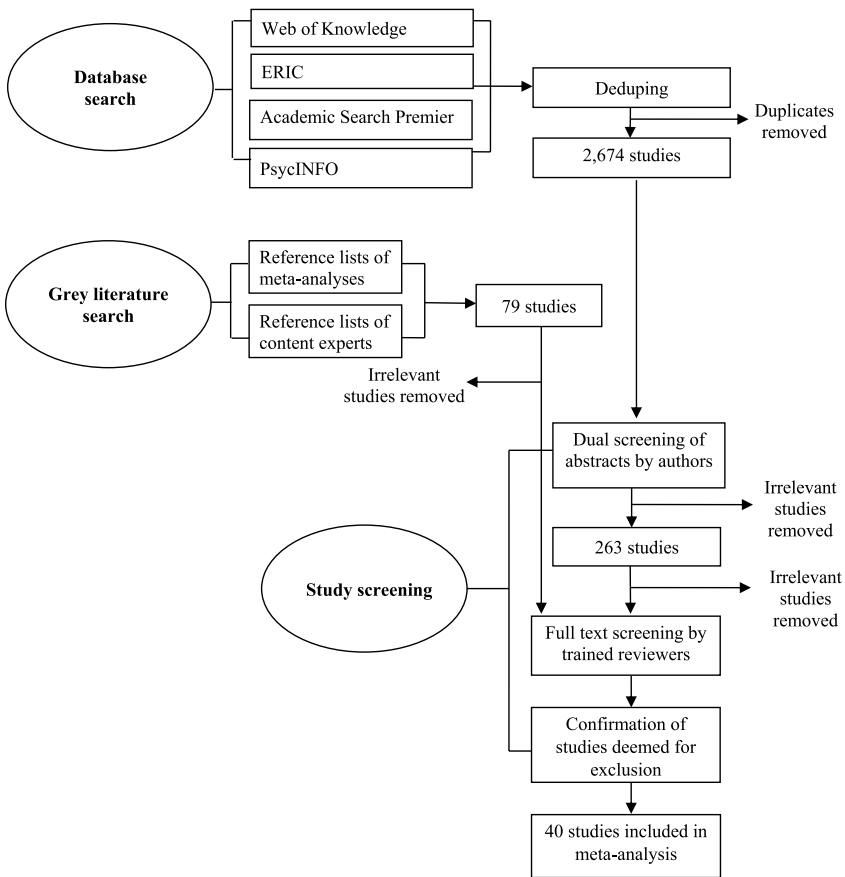 Database
search
Web of Knowledge
ERIC
Academic Search Premier
PsycINFO
Deduping
Duplicates
removed
2,674 studies
Grey literature
search
Reference lists of
meta-analyses
Reference lists of
content experts
79 studies
Irrelevant
studies removed
Dual screening of
abstracts by authors
Irrelevant
studies
removed
263 studies
Irrelevant
studies
removed
Study screening
Full text screening by
trained reviewers
Confirmation of
studies deemed for
exclusion
40 studies included in
meta-analysis